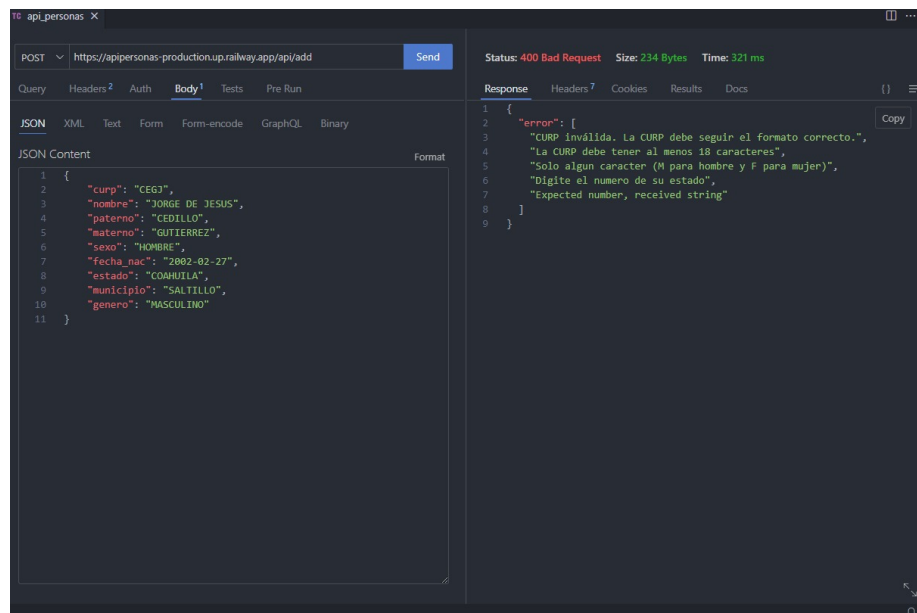 TC api_personas X
POST https://apipersonas-production.up.railway.app/api/add Send
Query Headers 2 Auth Body 1 Tests Pre Run
JSON XML Text Form Form-encode GraphQL Binary
JSON Content Format
1 {
2 "curp": "CEGJ",
3 "nombre": "JORGE DE JESUS",
4 "paterno": "CEDILLO",
5 "materno": "GUTIERREZ",
6 "sexo": "HOMBRE",
7 "fecha_nac": "2002-02-27",
8 "estado": "COAHUILA",
9 "municipio": "SALTILLO",
10 "genero": "MASCULINO"
11 }
Status: 400 Bad Request Size: 234 Bytes Time: 321 ms
Response Headers 7 Cookies Results Docs {}
Copy
1 {
2 "error": [
3 "CURP inválida. La CURP debe seguir el formato correcto.",
4 "La CURP debe tener al menos 18 caracteres",
5 "Solo algun caracter (M para hombre y F para mujer)",
6 "Digite el numero de su estado",
7 "Expected number, received string"
8 ]
9 }